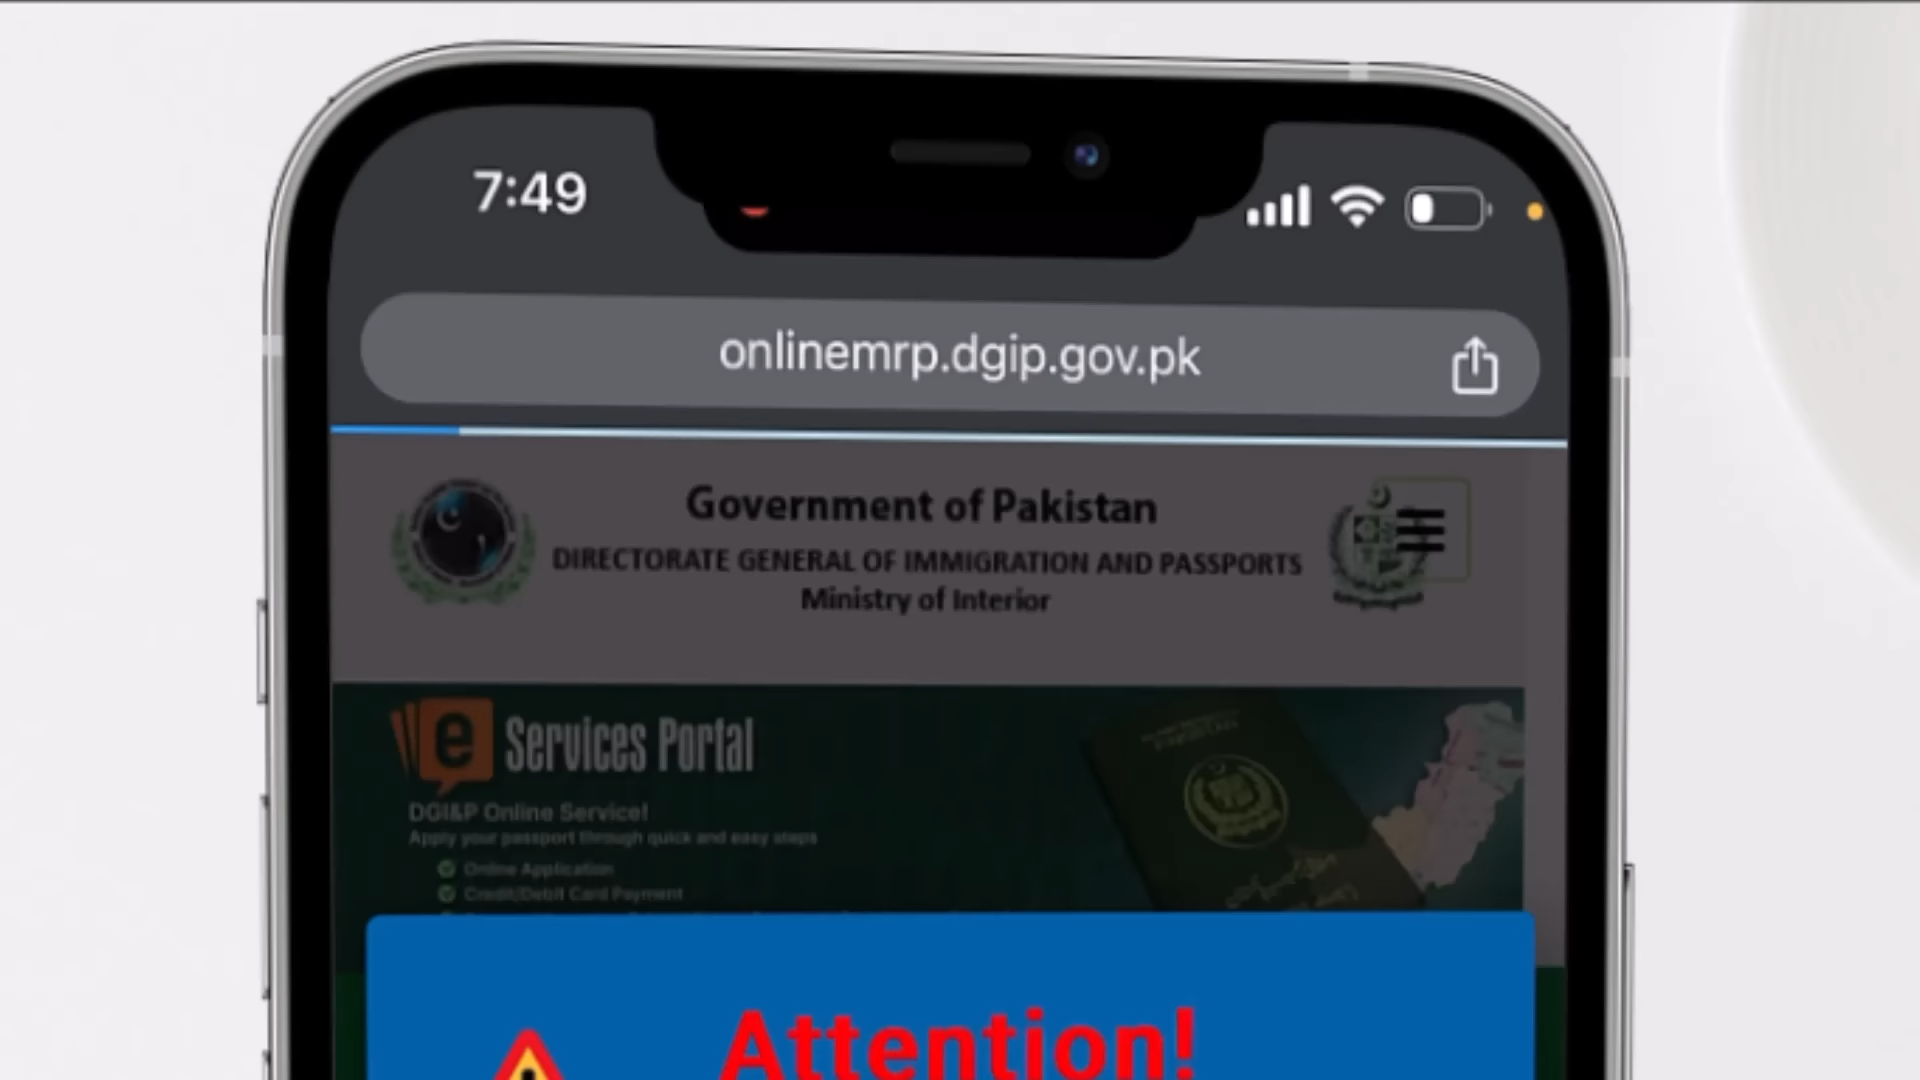 7:49
onlinemrp.dgip.gov.pk
Government of Pakistan
DIRECTORATE GENERAL OF IMMIGRATION AND PASSPORTS
Ministry of Interior
e Services Portal
DGI&P Online Service!
Apply your passport through quick and easy steps
Online Application
Credit/Debit Card Payment
Attention!